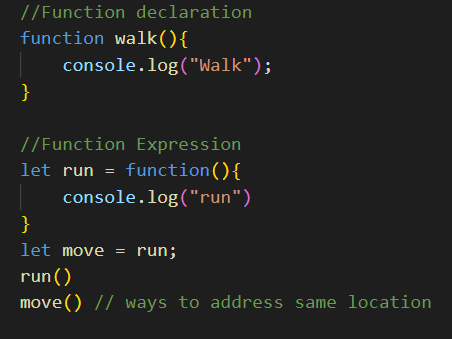 //Function declaration
function walk(){
    console.log("Walk");
}

//Function Expression
let run = function(){
    console.log("run")
}
let move = run;
run()
move() // ways to address same location